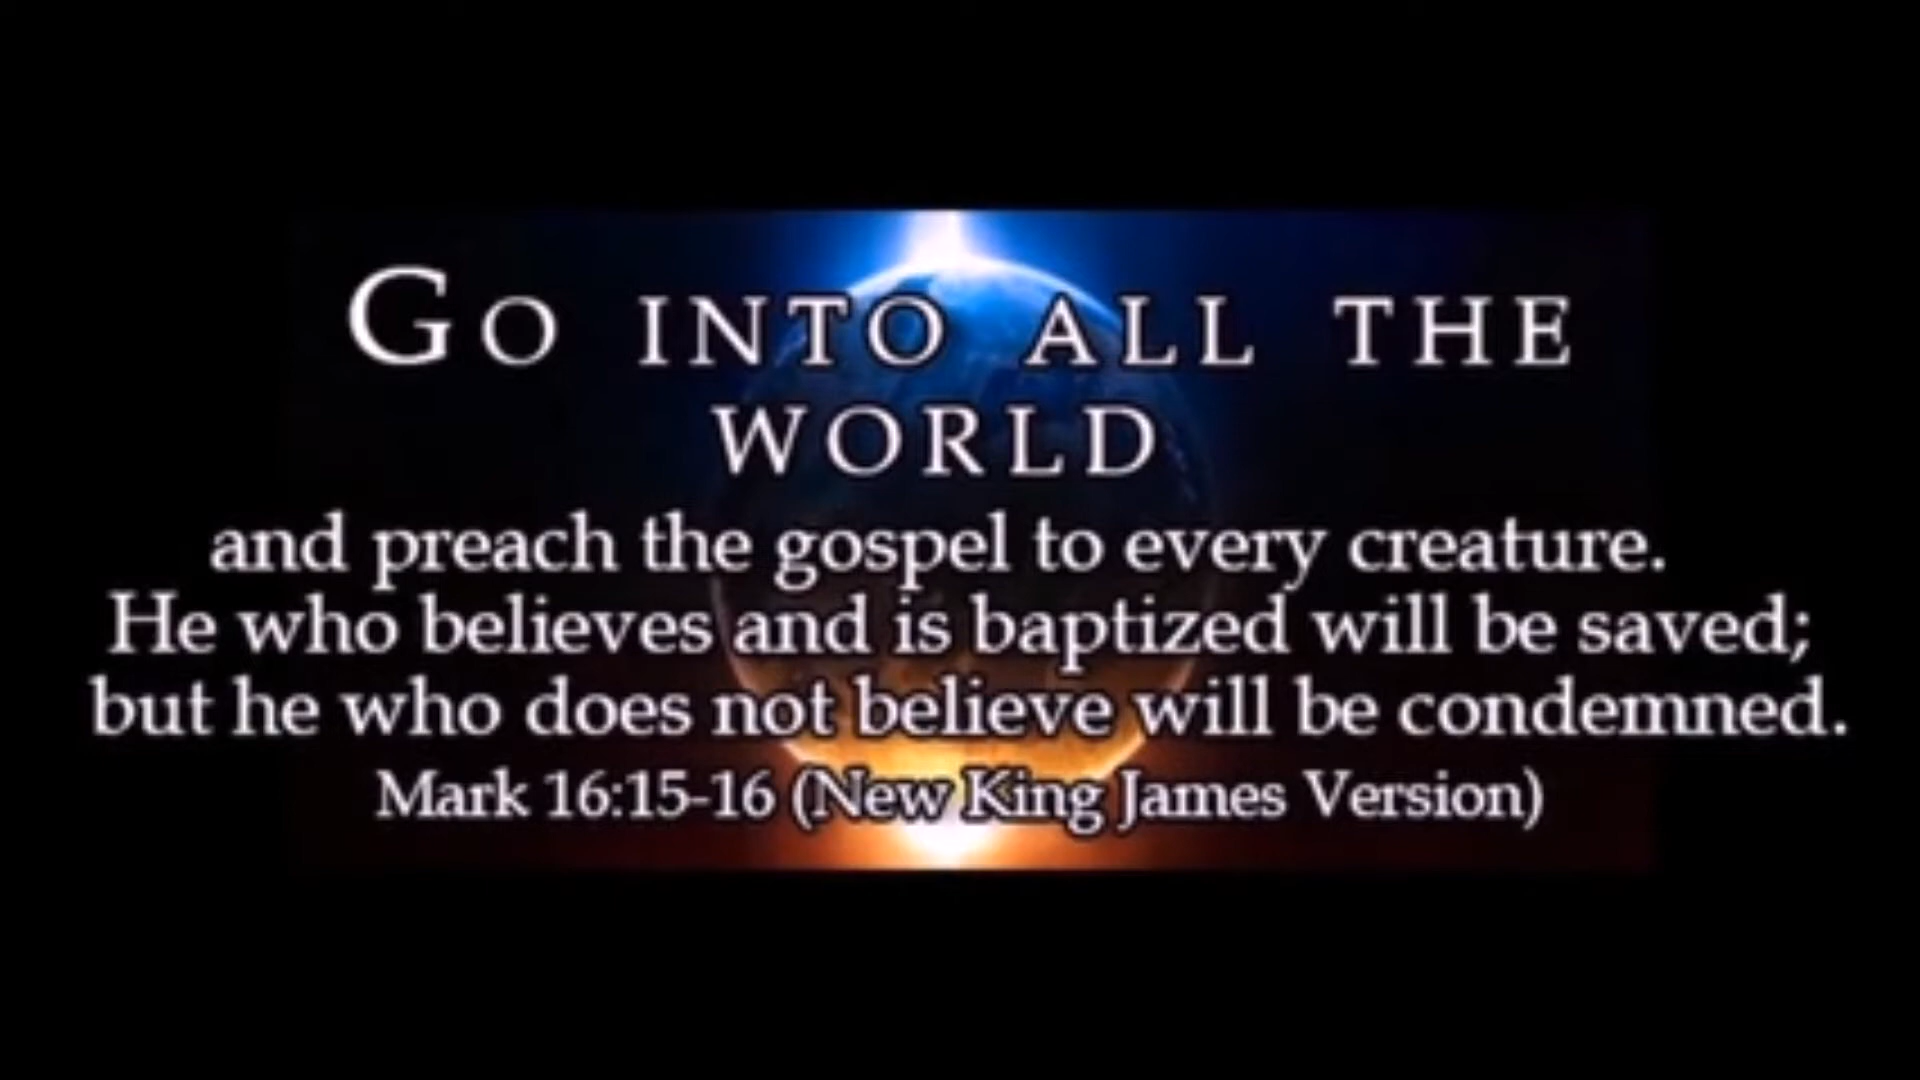 Go into all the
world
and preach the gospel to every creature.
He who believes and is baptized will be saved;
but he who does not believe will be condemned.
Mark 16:15-16 (New King James Version)